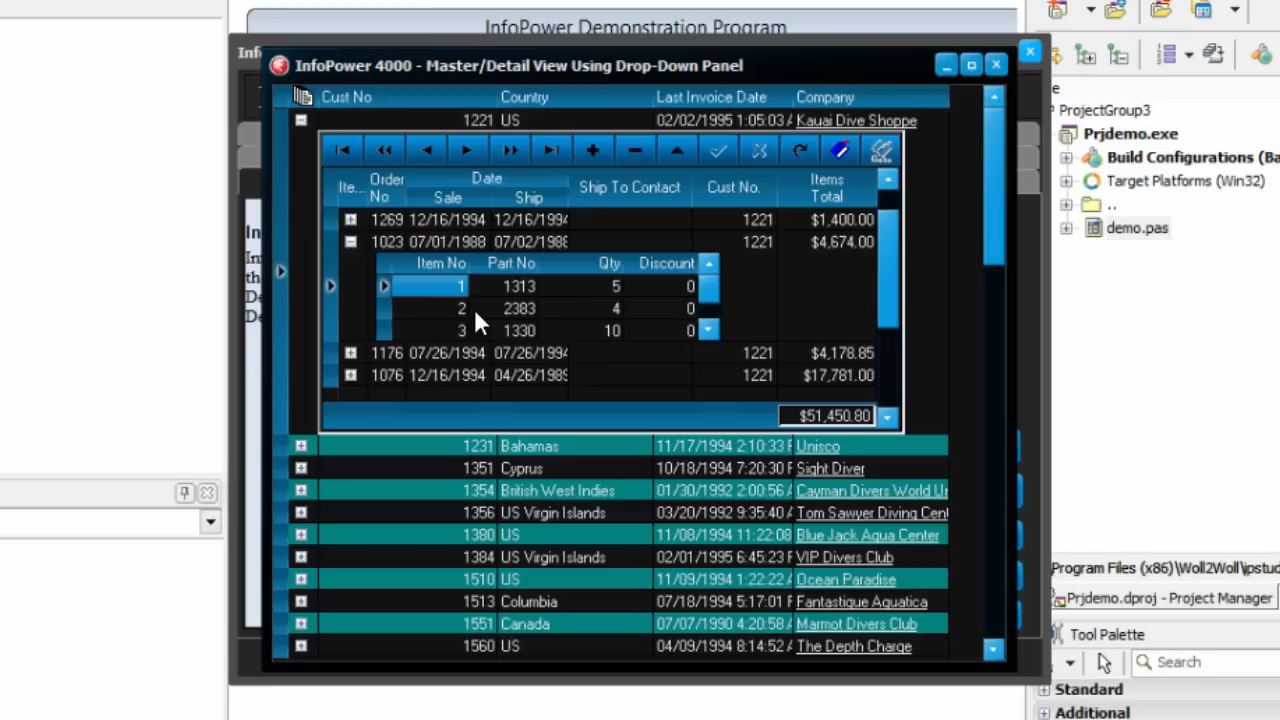 InfoPower Demonstration Program
InfoPower 4000 - Master/Detail View Using Drop-Down Panel
Cust No Country Last Invoice Date Company
1221 US 02/02/1995 1:05:03 Kauai Dive Shoppe
Ite... Order No Date Sale Ship Ship To Contact Cust No. Items Total
1269 12/16/1994 12/16/1994 1221 $1,400.00
1023 07/01/1988 07/02/1988 1221 $4,674.00
Item No Part No Qty Discount
1 1313 5 0
2 2383 4 0
3 1330 10 0
1176 07/26/1994 07/26/1994 1221 $4,178.85
1076 12/16/1994 04/26/1989 1221 $17,781.00
$51,450.80
1231 Bahamas 11/17/1994 2:10:33 Unisco
1351 Cyprus 10/18/1994 7:20:30 Sight Diver
1354 British West Indies 01/30/1992 2:00:56 Cayman Divers World
1356 US Virgin Islands 03/20/1992 9:35:40 Tom Sawyer Diving
1380 US 11/08/1994 11:22:08 Blue Jack Aqua Center
1384 US Virgin Islands 02/01/1995 6:45:23 VIP Divers Club
1510 US 11/09/1994 1:22:22 Ocean Paradise
1513 Columbia 07/18/1994 5:17:01 Fantastique Aquatica
1551 Canada 07/07/1990 4:20:58 Marmot Divers Club
1560 US 04/09/1994 8:14:52 The Depth Charge
ProjectGroup3
Prjdemo.exe
Build Configurations
Target Platforms (Win32)
..
demo.pas
Program Files (x86)\Woll2Woll\ipstud
Prjdemo.dproj - Project Manager
Tool Palette
Search
Standard
Additional